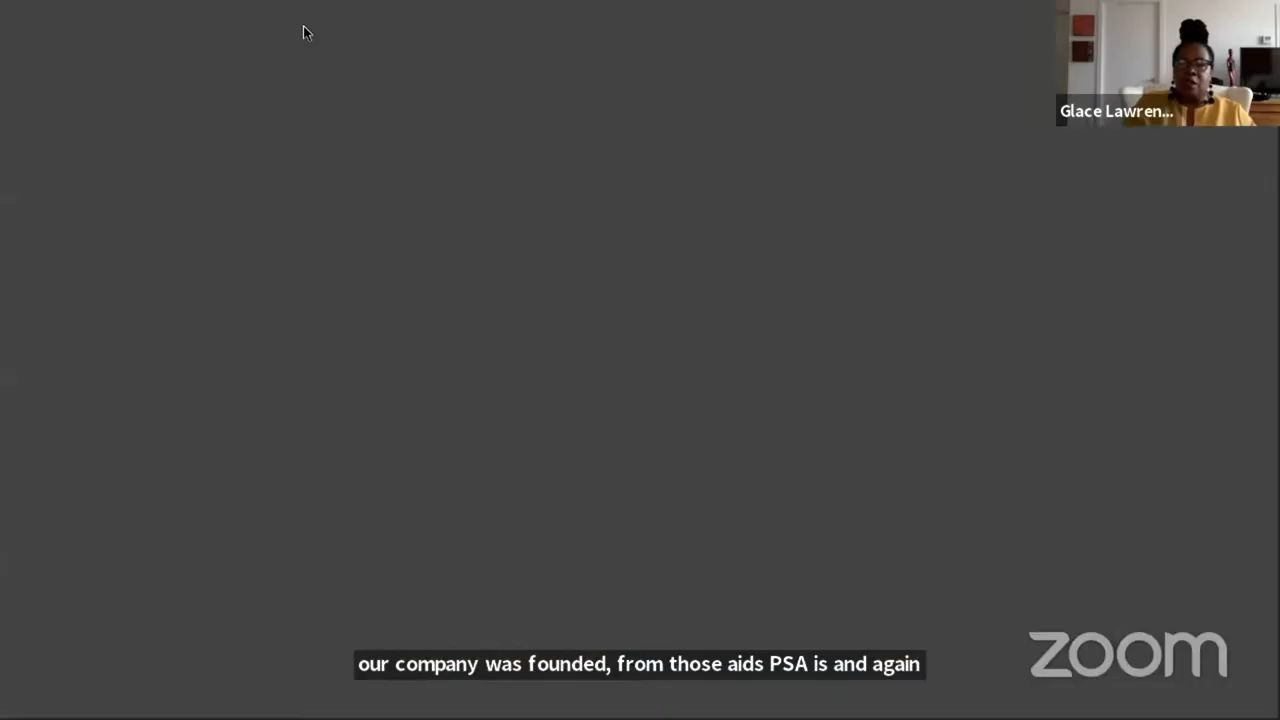 Glace Lawren...
our company was founded, from those aids PSA is and again
zoom